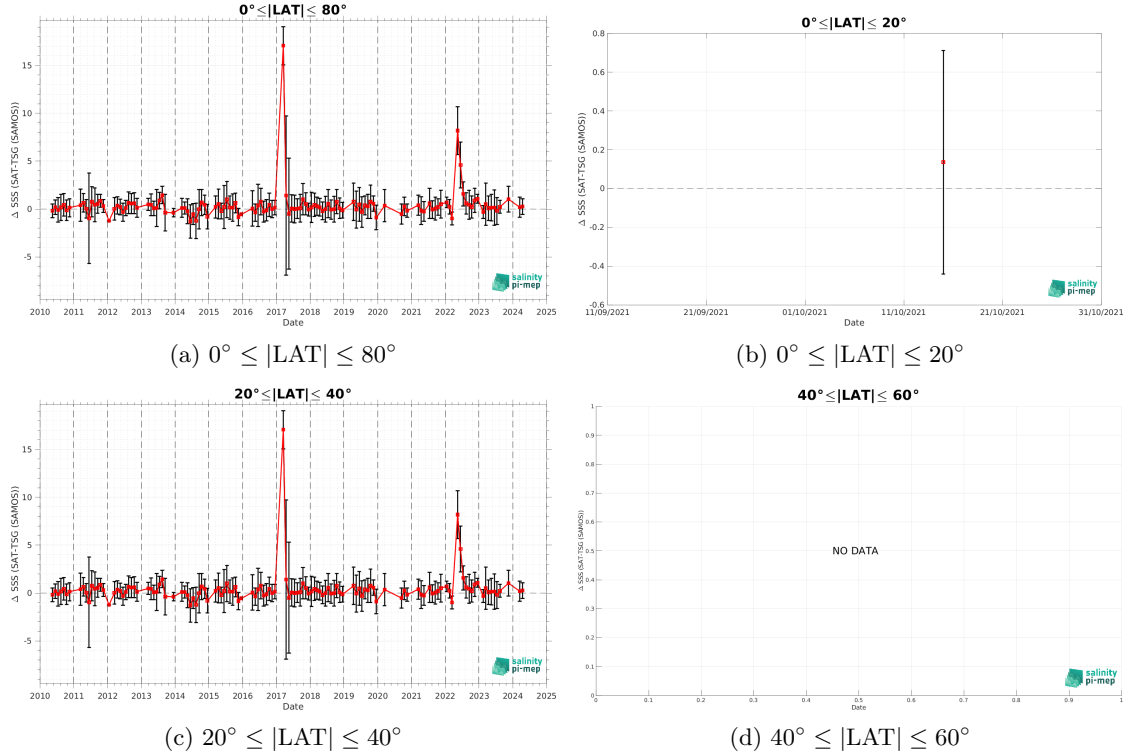 0°≤|LAT|≤ 80°
Δ SSS (SAT-TSG (SAMOS))
15
10
5
0
-5
2010 2011 2012 2013 2014 2015 2016 2017 2018 2019 2020 2021 2022 2023 2024 2025
Date
salinity
pi-mep
(a) 0° ≤ |LAT| ≤ 80°
0°≤|LAT|≤ 20°
Δ SSS (SAT-TSG (SAMOS))
0.8
0.6
0.4
0.2
0
-0.2
-0.4
-0.6
11/09/2021 21/09/2021 01/10/2021 11/10/2021 21/10/2021 31/10/2021
Date
salinity
pi-mep
(b) 0° ≤ |LAT| ≤ 20°
20°≤|LAT|≤ 40°
Δ SSS (SAT-TSG (SAMOS))
15
10
5
0
-5
2010 2011 2012 2013 2014 2015 2016 2017 2018 2019 2020 2021 2022 2023 2024 2025
Date
salinity
pi-mep
(c) 20° ≤ |LAT| ≤ 40°
40°≤|LAT|≤ 60°
Δ SSS (SAT-TSG (SAMOS))
1
0.9
0.8
0.7
0.6
0.5
0.4
0.3
0.2
0.1
0
NO DATA
0 0.1 0.2 0.3 0.4 0.5 0.6 0.7 0.8 0.9 1
Date
salinity
pi-mep
(d) 40° ≤ |LAT| ≤ 60°